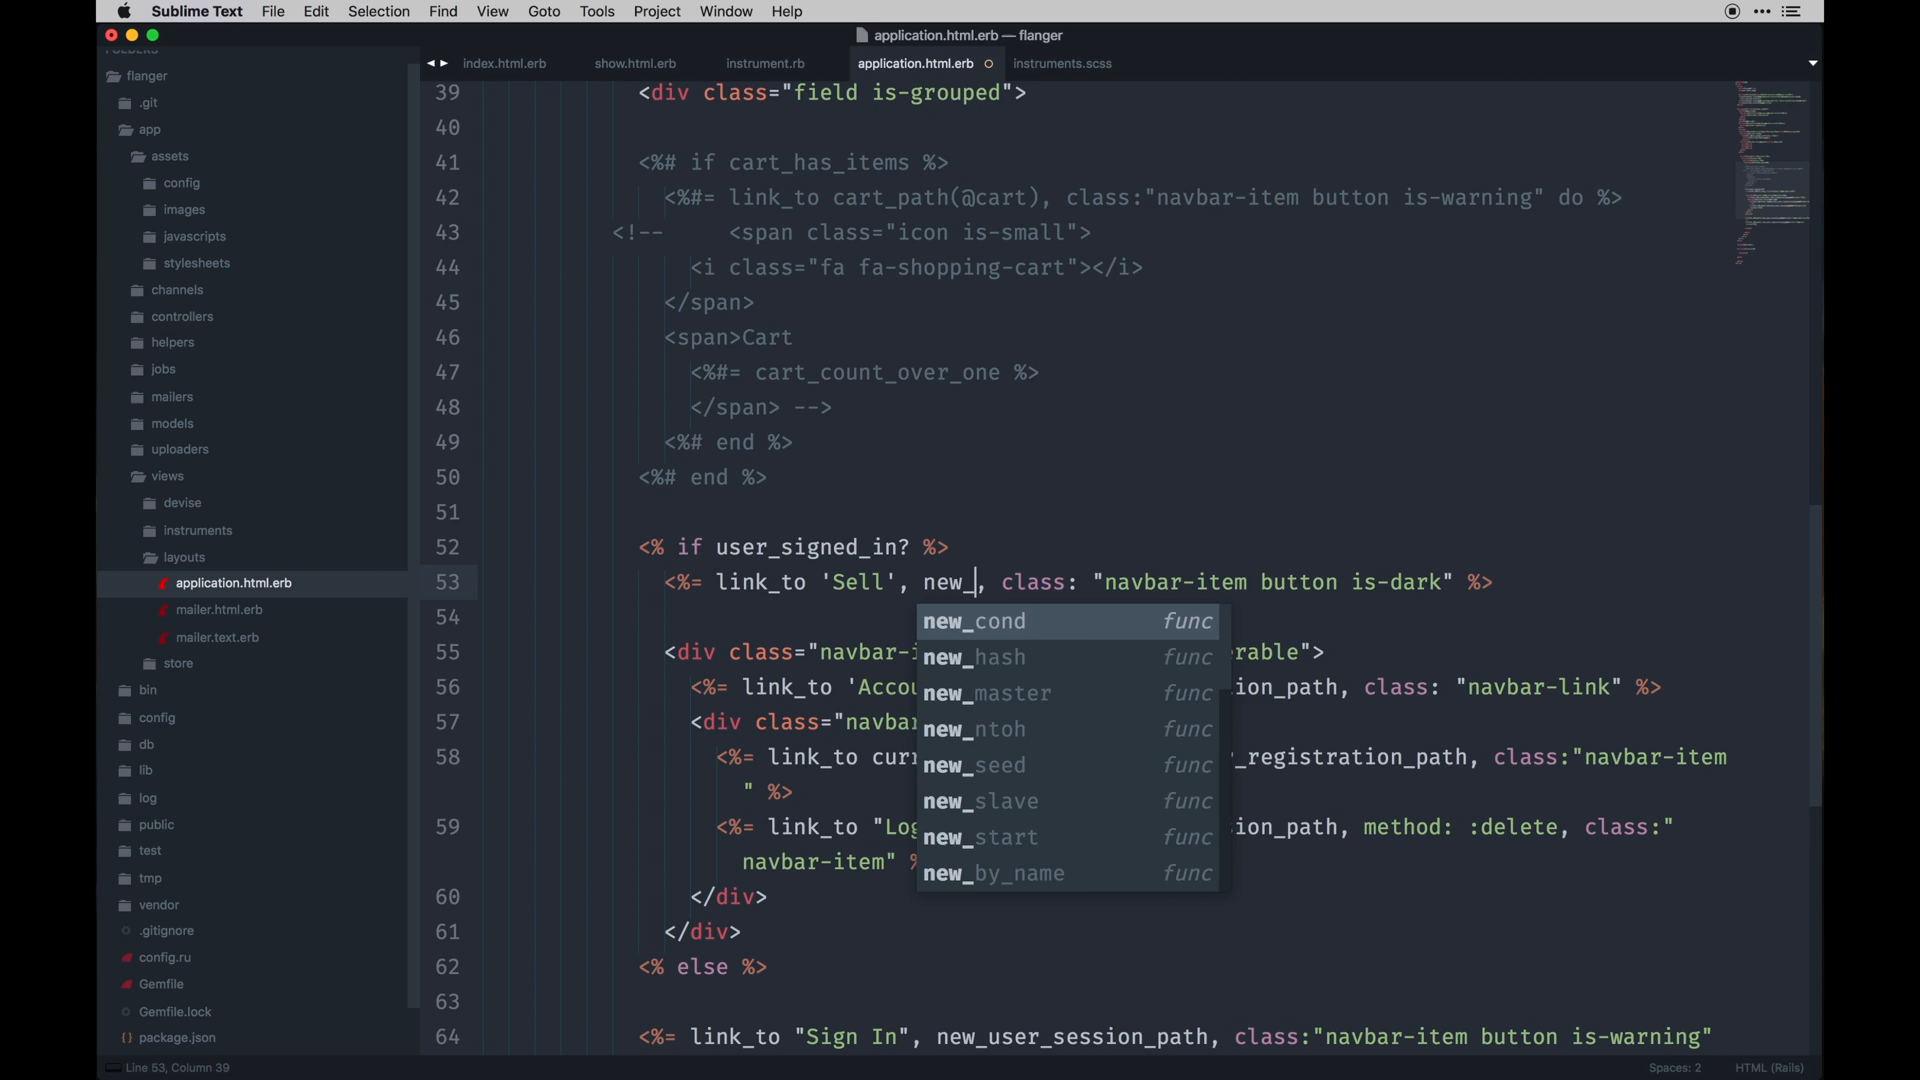 Sublime Text File Edit Selection Find View Goto Tools Project Window Help
application.html.erb — flanger
FOLDERS
flanger
.git
app
assets
config
images
javascripts
stylesheets
channels
controllers
helpers
jobs
mailers
models
uploaders
views
devise
instruments
layouts
application.html.erb
mailer.html.erb
mailer.text.erb
store
bin
config
db
lib
log
public
test
tmp
vendor
.gitignore
config.ru
Gemfile
Gemfile.lock
package.json
index.html.erb show.html.erb instrument.rb application.html.erb instruments.scss
39 <div class="field is-grouped">
40
41 <%# if cart_has_items %>
42 <%#= link_to cart_path(@cart), class:"navbar-item button is-warning" do %>
43 <!-- <span class="icon is-small">
44 <i class="fa fa-shopping-cart"></i>
45 </span>
46 <span>Cart
47 <%#= cart_count_over_one %>
48 </span> -->
49 <%# end %>
50 <%# end %>
51
52 <% if user_signed_in? %>
53 <%= link_to 'Sell', new_, class: "navbar-item button is-dark" %>
54
55 <div class="navbar-i erable">
56 <%= link_to 'Accou ion_path, class: "navbar-link" %>
57 <div class="navbar
58 <%= link_to curr _registration_path, class:"navbar-item
" %>
59 <%= link_to "Log ion_path, method: :delete, class:"
navbar-item" %
60 </div>
61 </div>
62 <% else %>
63
64 <%= link_to "Sign In", new_user_session_path, class:"navbar-item button is-warning"
new_cond func
new_hash func
new_master func
new_ntoh func
new_seed func
new_slave func
new_start func
new_by_name func
Line 53, Column 39 Spaces: 2 HTML (Rails)